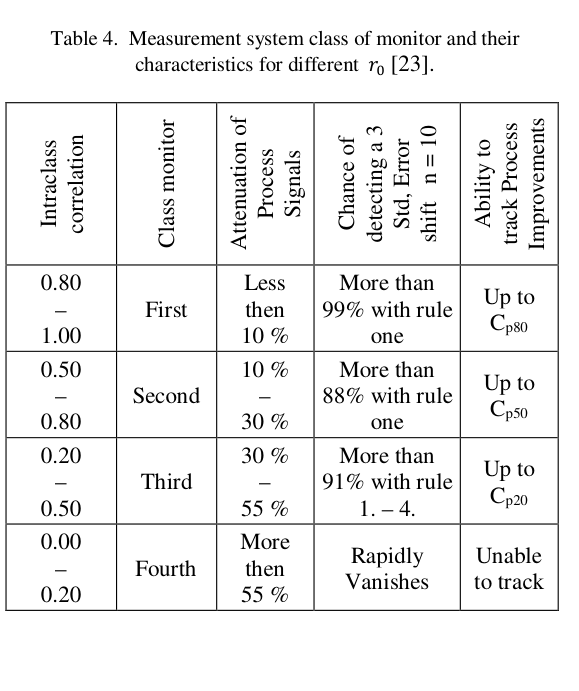 Table 4.  Measurement system class of monitor and their
characteristics for different  r₀ [23].
Intraclass
correlation
Class monitor
Attenuation of
Process
Signals
Chance of
detecting a 3
Std, Error
shift   n = 10
Ability to
track Process
Improvements
0.80
–
1.00
First
Less
then
10 %
More than
99% with rule
one
Up to
Cp80
0.50
–
0.80
Second
10 %
–
30 %
More than
88% with rule
one
Up to
Cp50
0.20
–
0.50
Third
30 %
–
55 %
More than
91% with rule
1. – 4.
Up to
Cp20
0.00
–
0.20
Fourth
More
then
55 %
Rapidly
Vanishes
Unable
to track